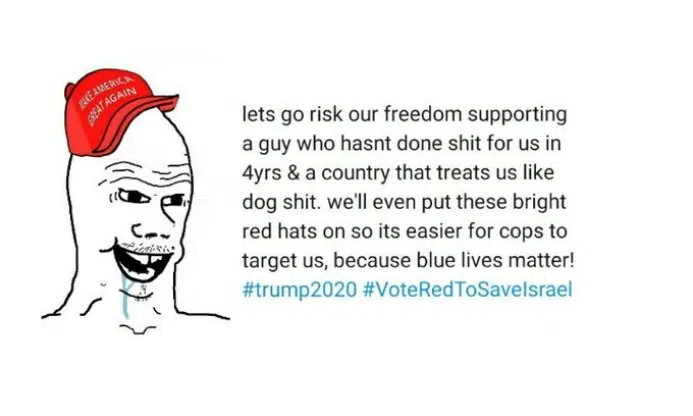 MAKE AMERICA
GREAT AGAIN
lets go risk our freedom supporting
a guy who hasnt done shit for us in
4yrs & a country that treats us like
dog shit. we'll even put these bright
red hats on so its easier for cops to
target us, because blue lives matter!
#trump2020 #VoteRedToSaveIsrael